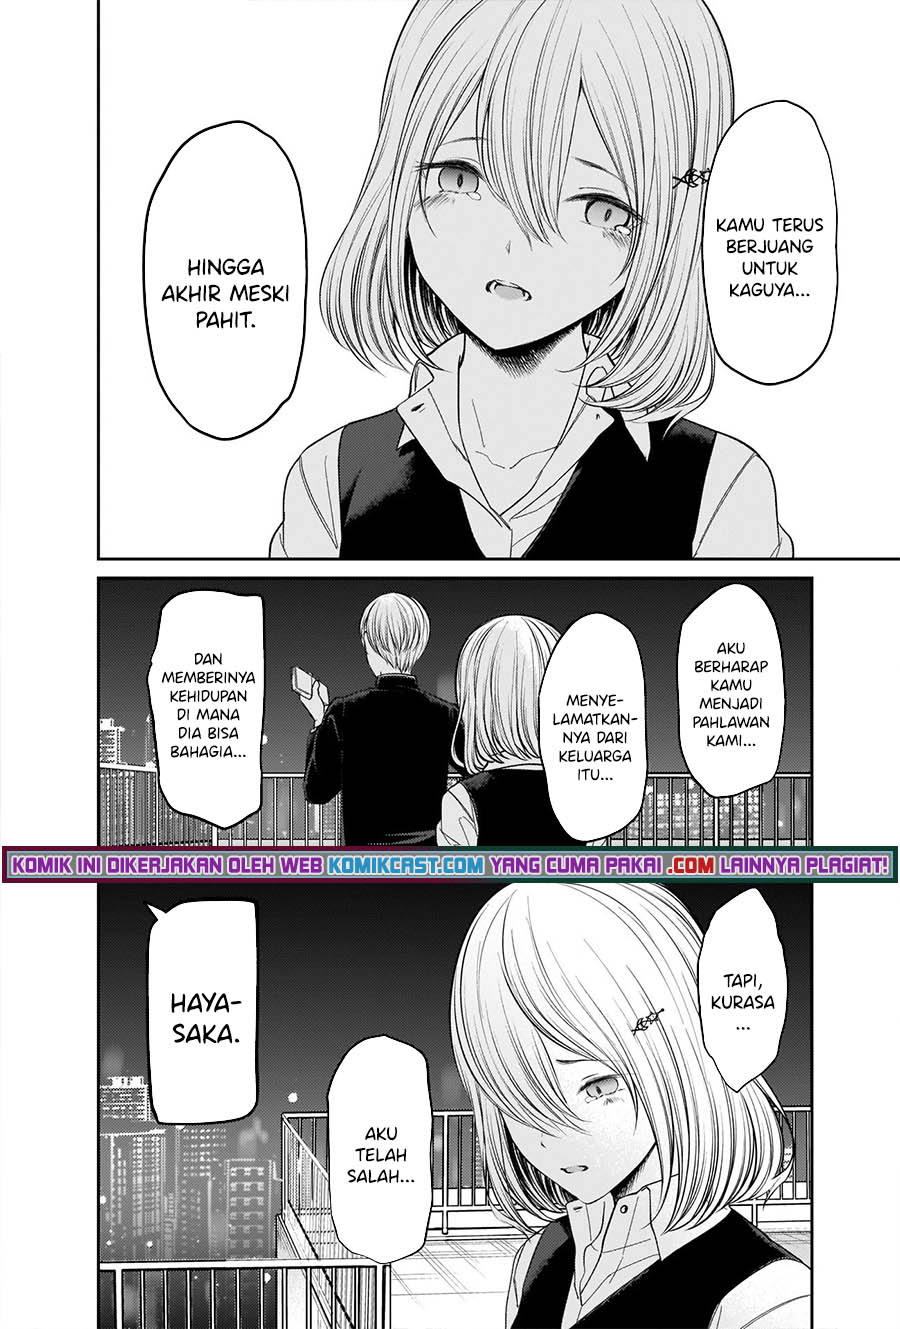 KAMU TERUS
BERJUANG
UNTUK
KAGUYA...
HINGGA
AKHIR MESKI
PAHIT.
AKU
BERHARAP
KAMU
MENJADI
PAHLAWAN
KAMI...
MENYE-
LAMATKAN-
NYA DARI
KELUARGA
ITU...
DAN
MEMBERINYA
KEHIDUPAN
DI MANA
DIA BISA
BAHAGIA...
KOMIK INI DIKERJAKAN OLEH WEB KOMIKCAST.COM YANG CUMA PAKAI .COM LAINNYA PLAGIAT!
TAPI,
KURASA
...
AKU
TELAH
SALAH...
HAYA-
SAKA.